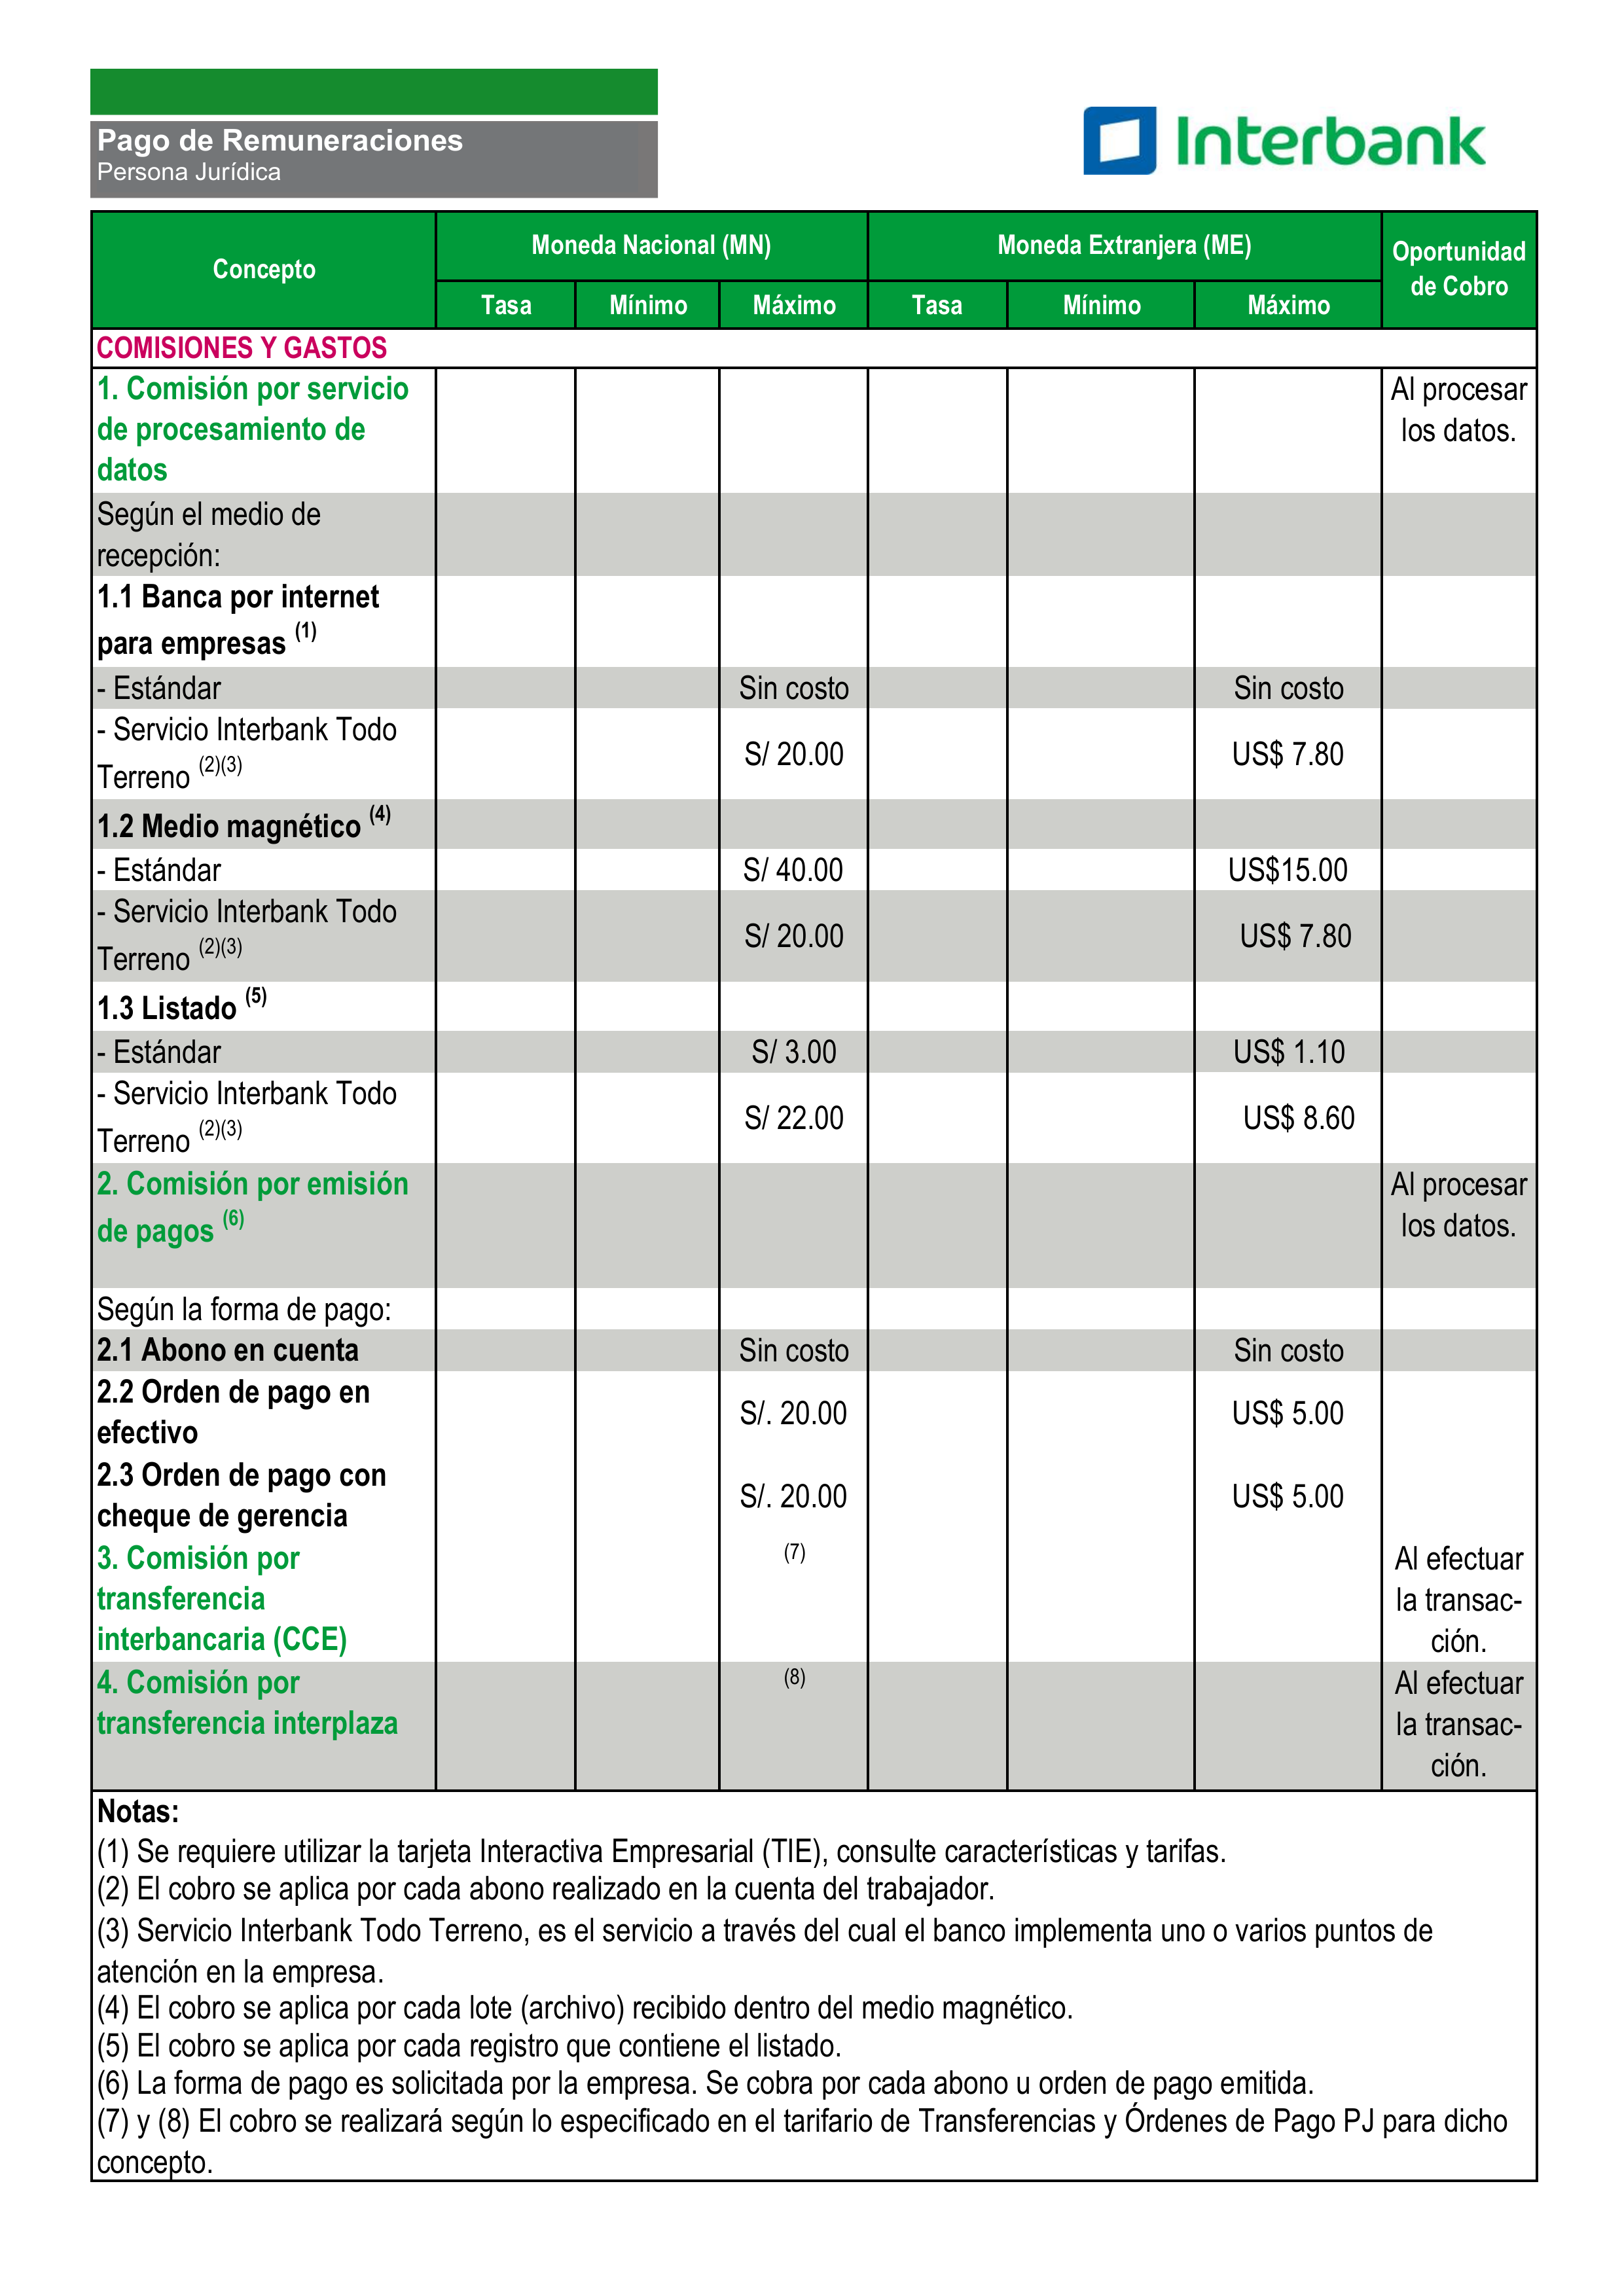 Pago de Remuneraciones
Persona Jurídica
Interbank
Concepto
Moneda Nacional (MN)
Moneda Extranjera (ME)
Oportunidad
de Cobro
Tasa Mínimo Máximo Tasa Mínimo Máximo
COMISIONES Y GASTOS
1. Comisión por servicio
de procesamiento de
datos
Al procesar
los datos.
Según el medio de
recepción:
1.1 Banca por internet
para empresas (1)
- Estándar Sin costo Sin costo
- Servicio Interbank Todo
Terreno (2)(3)
S/ 20.00 US$ 7.80
1.2 Medio magnético (4)
- Estándar S/ 40.00 US$15.00
- Servicio Interbank Todo
Terreno (2)(3)
S/ 20.00 US$ 7.80
1.3 Listado (5)
- Estándar S/ 3.00 US$ 1.10
- Servicio Interbank Todo
Terreno (2)(3)
S/ 22.00 US$ 8.60
2. Comisión por emisión
de pagos (6)
Al procesar
los datos.
Según la forma de pago:
2.1 Abono en cuenta Sin costo Sin costo
2.2 Orden de pago en
efectivo
S/. 20.00 US$ 5.00
2.3 Orden de pago con
cheque de gerencia
S/. 20.00 US$ 5.00
3. Comisión por
transferencia
interbancaria (CCE)
(7)
Al efectuar
la transac-
ción.
4. Comisión por
transferencia interplaza
(8)
Al efectuar
la transac-
ción.
Notas:
(1) Se requiere utilizar la tarjeta Interactiva Empresarial (TIE), consulte características y tarifas.
(2) El cobro se aplica por cada abono realizado en la cuenta del trabajador.
(3) Servicio Interbank Todo Terreno, es el servicio a través del cual el banco implementa uno o varios puntos de
atención en la empresa.
(4) El cobro se aplica por cada lote (archivo) recibido dentro del medio magnético.
(5) El cobro se aplica por cada registro que contiene el listado.
(6) La forma de pago es solicitada por la empresa. Se cobra por cada abono u orden de pago emitida.
(7) y (8) El cobro se realizará según lo especificado en el tarifario de Transferencias y Órdenes de Pago PJ para dicho
concepto.